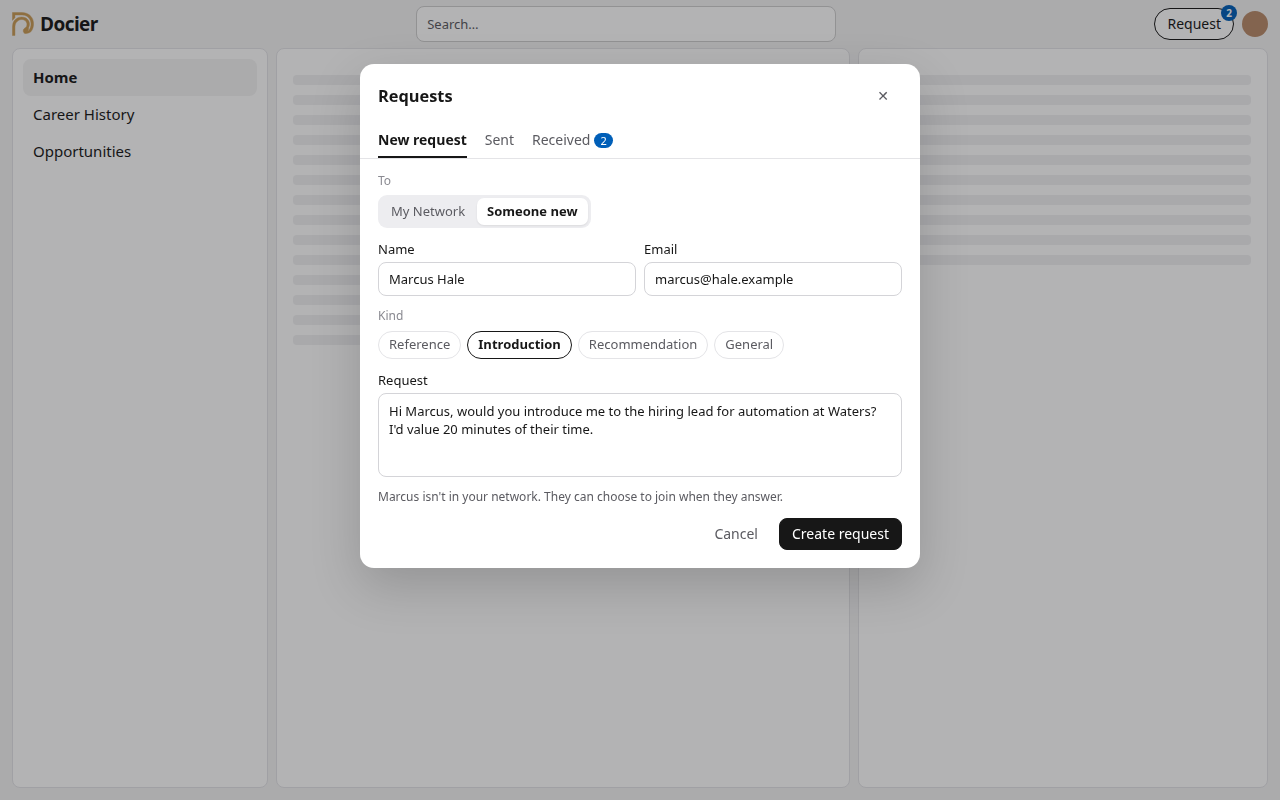 Docier
Search...
Request
2
Home
Career History
Opportunities
Requests
✕
New request
Sent
Received 2
To
My Network
Someone new
Name
Email
Marcus Hale
marcus@hale.example
Kind
Reference
Introduction
Recommendation
General
Request
Hi Marcus, would you introduce me to the hiring lead for automation at Waters?
I'd value 20 minutes of their time.
Marcus isn't in your network. They can choose to join when they answer.
Cancel
Create request